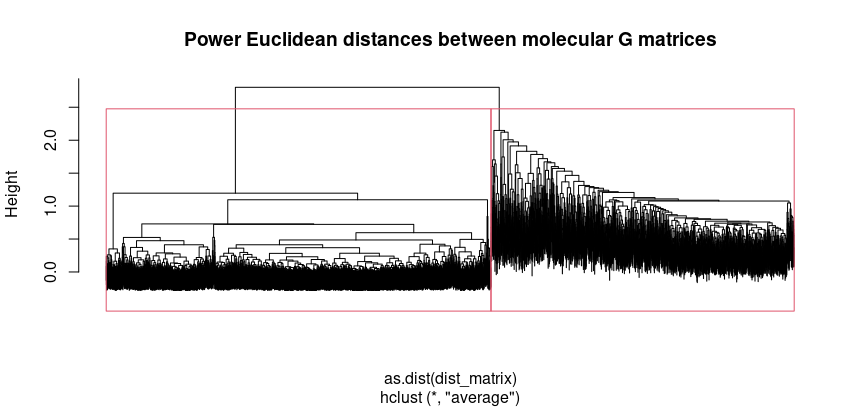 Power Euclidean distances between molecular G matrices
Height
2.0
1.0
0.0
as.dist(dist_matrix)
hclust (*, "average")